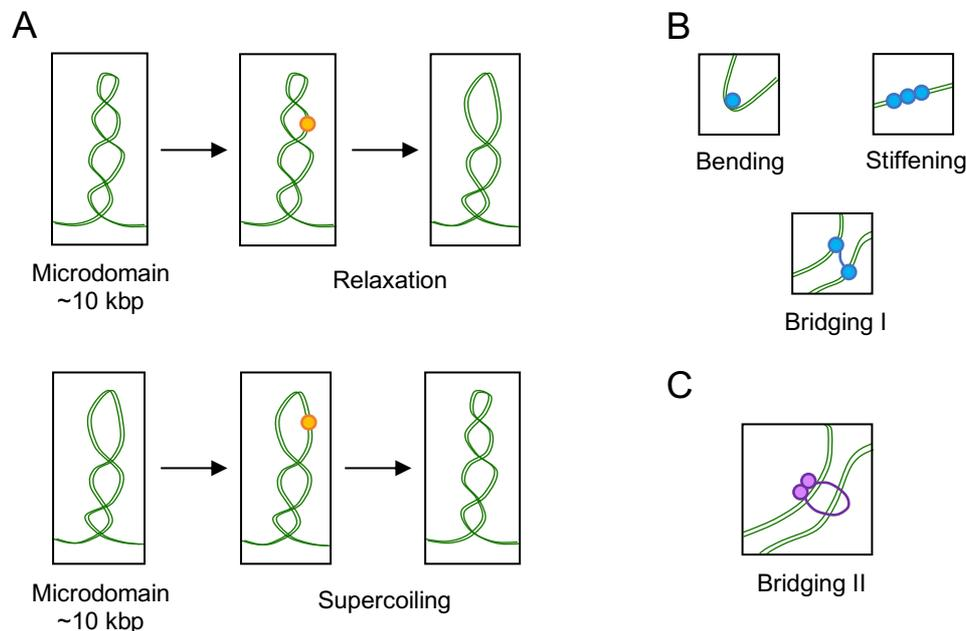 A
Microdomain
~10 kbp
Relaxation
Microdomain
~10 kbp
Supercoiling
B
Bending
Stiffening
Bridging I
C
Bridging II